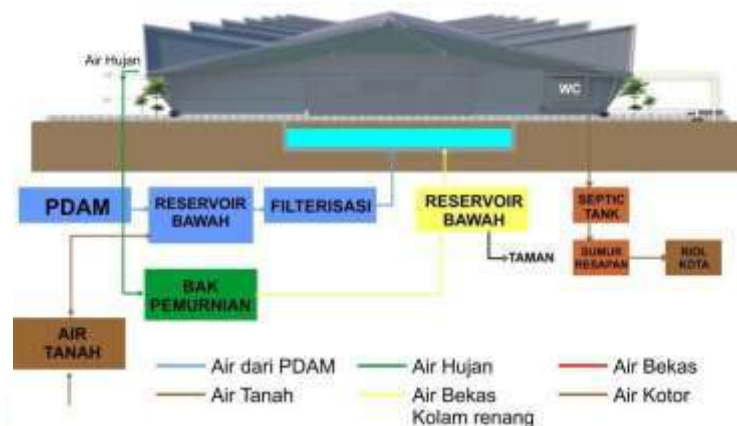 Air Hujan
WC
PDAM
RESERVOIR
BAWAH
FILTERISASI
RESERVOIR
BAWAH
SEPTIC
TANK
TAMAN
SUMUR
RESAPAN
RIOL
KOTA
BAK
PEMURNIAN
AIR
TANAH
Air dari PDAM
Air Hujan
Air Bekas
Air Tanah
Air Bekas
Kolam renang
Air Kotor